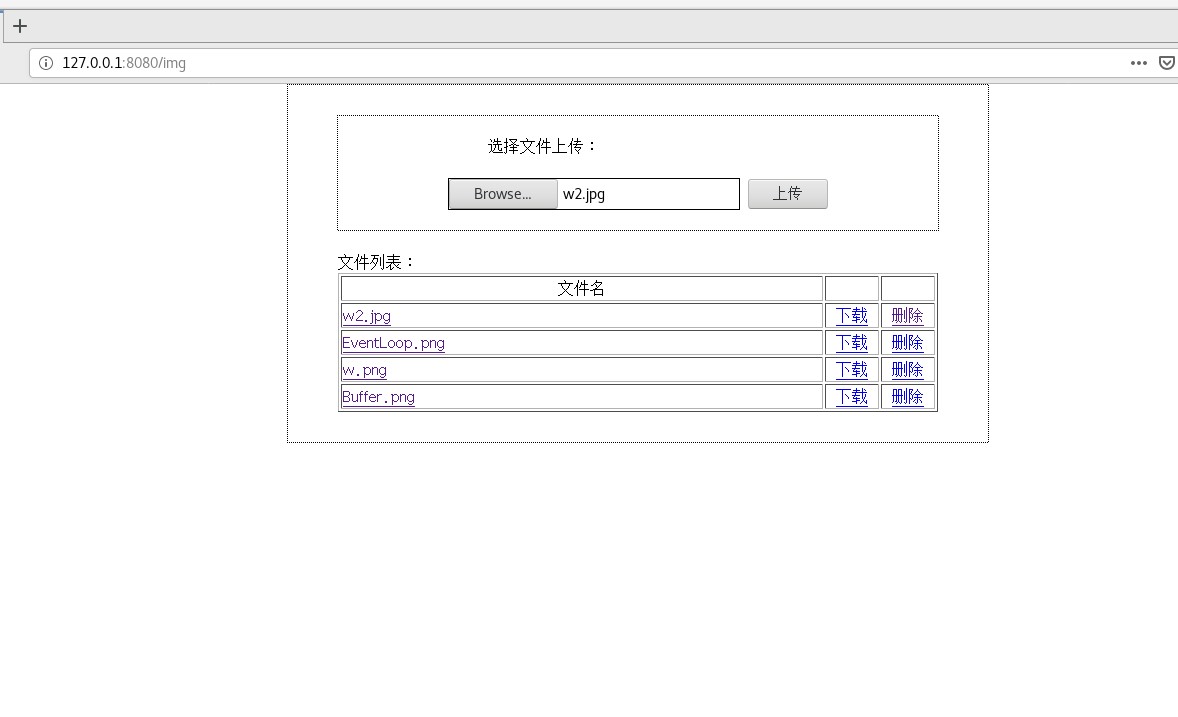 127.0.0.1:8080/img
选择文件上传：
Browse... w2.jpg 上传
文件列表：
文件名
w2.jpg 下载 删除
EventLoop.png 下载 删除
w.png 下载 删除
Buffer.png 下载 删除